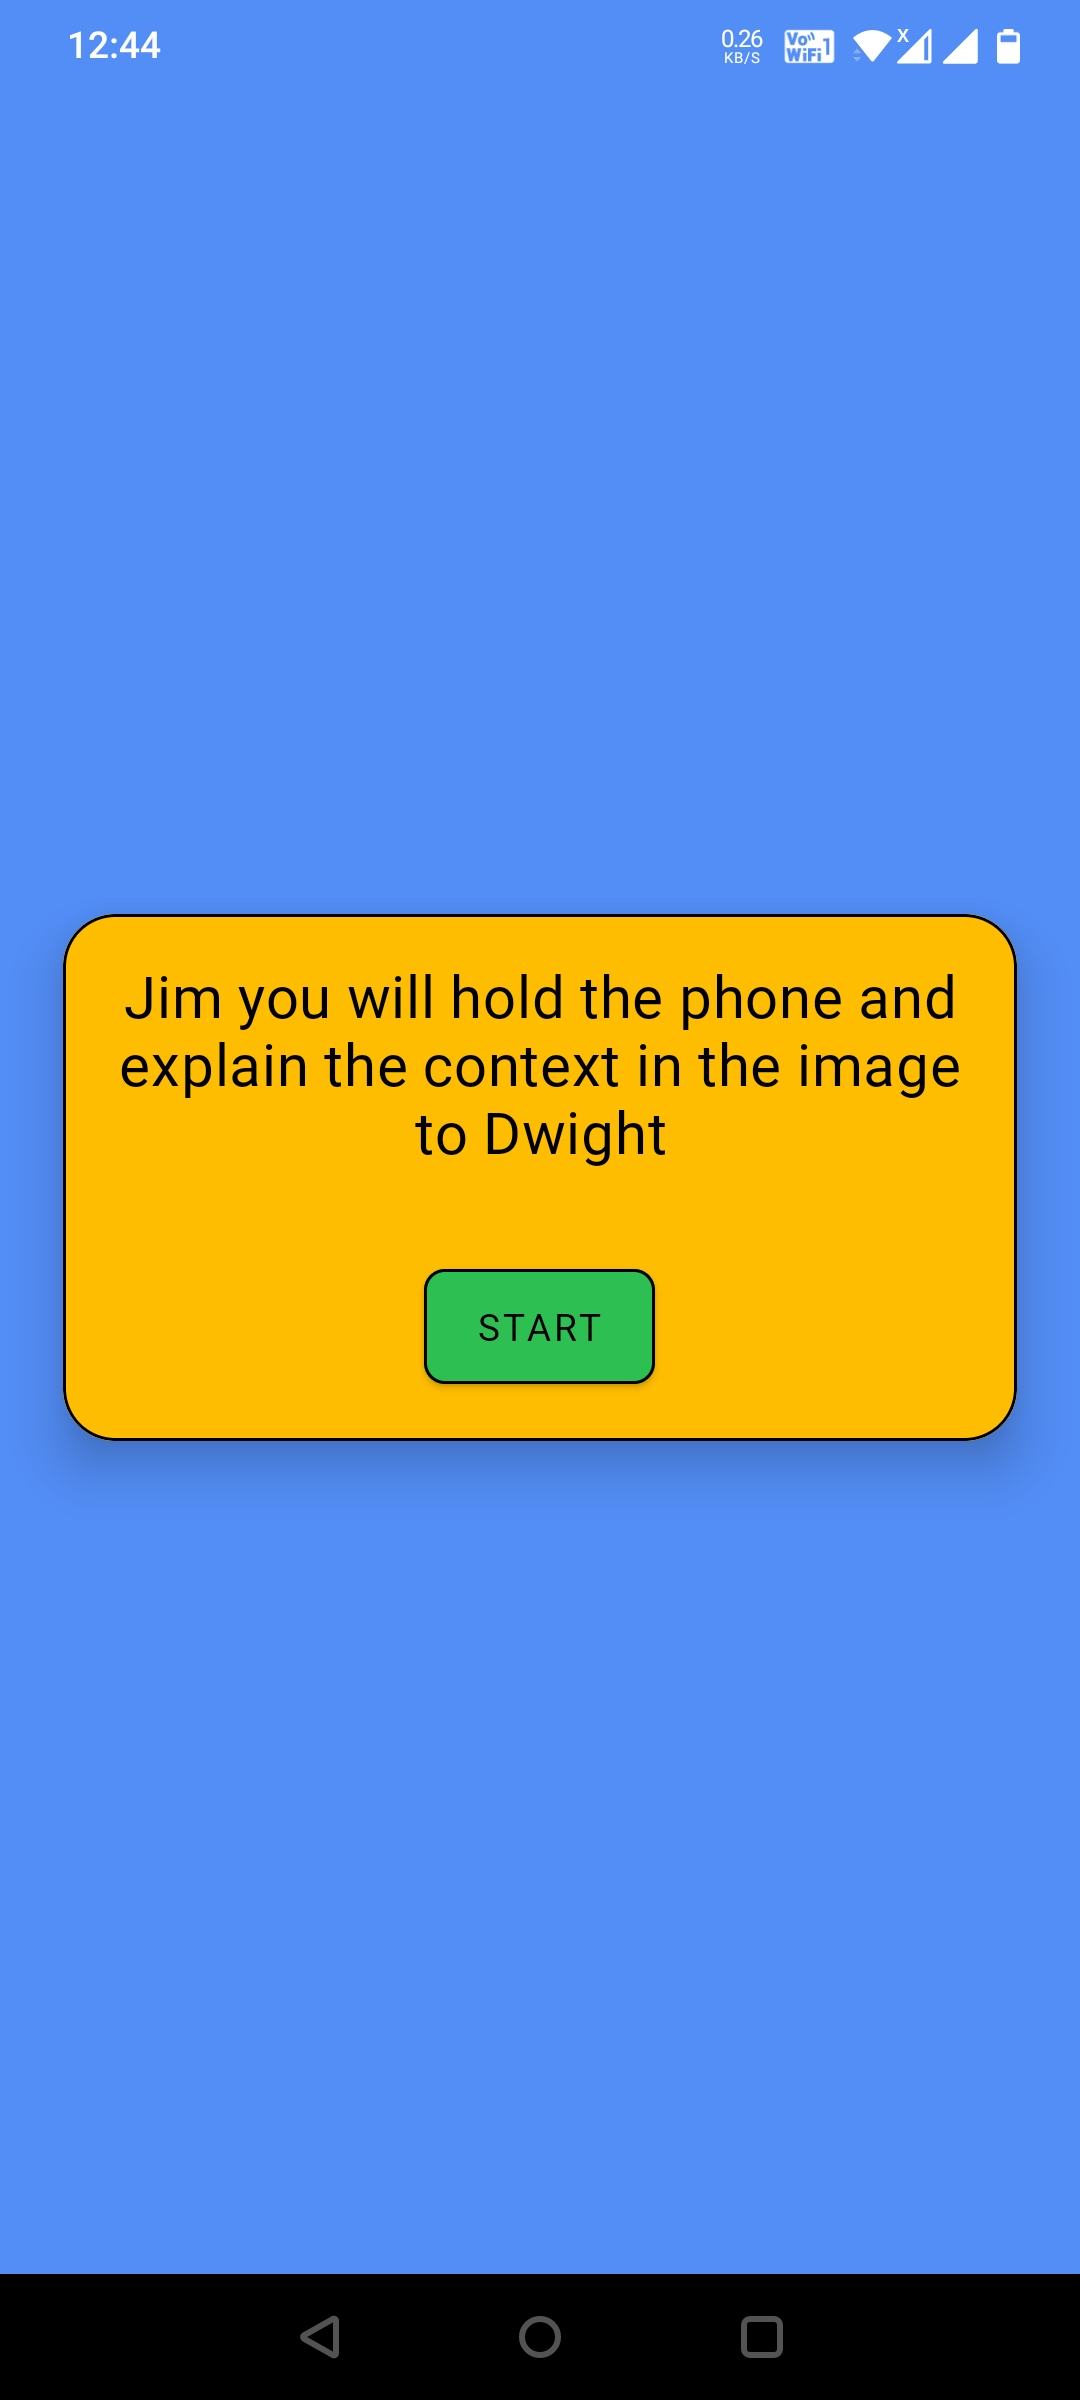 12:44
0.26
KB/S
Vo
WiFi 1
X
Jim you will hold the phone and
explain the context in the image
to Dwight
START